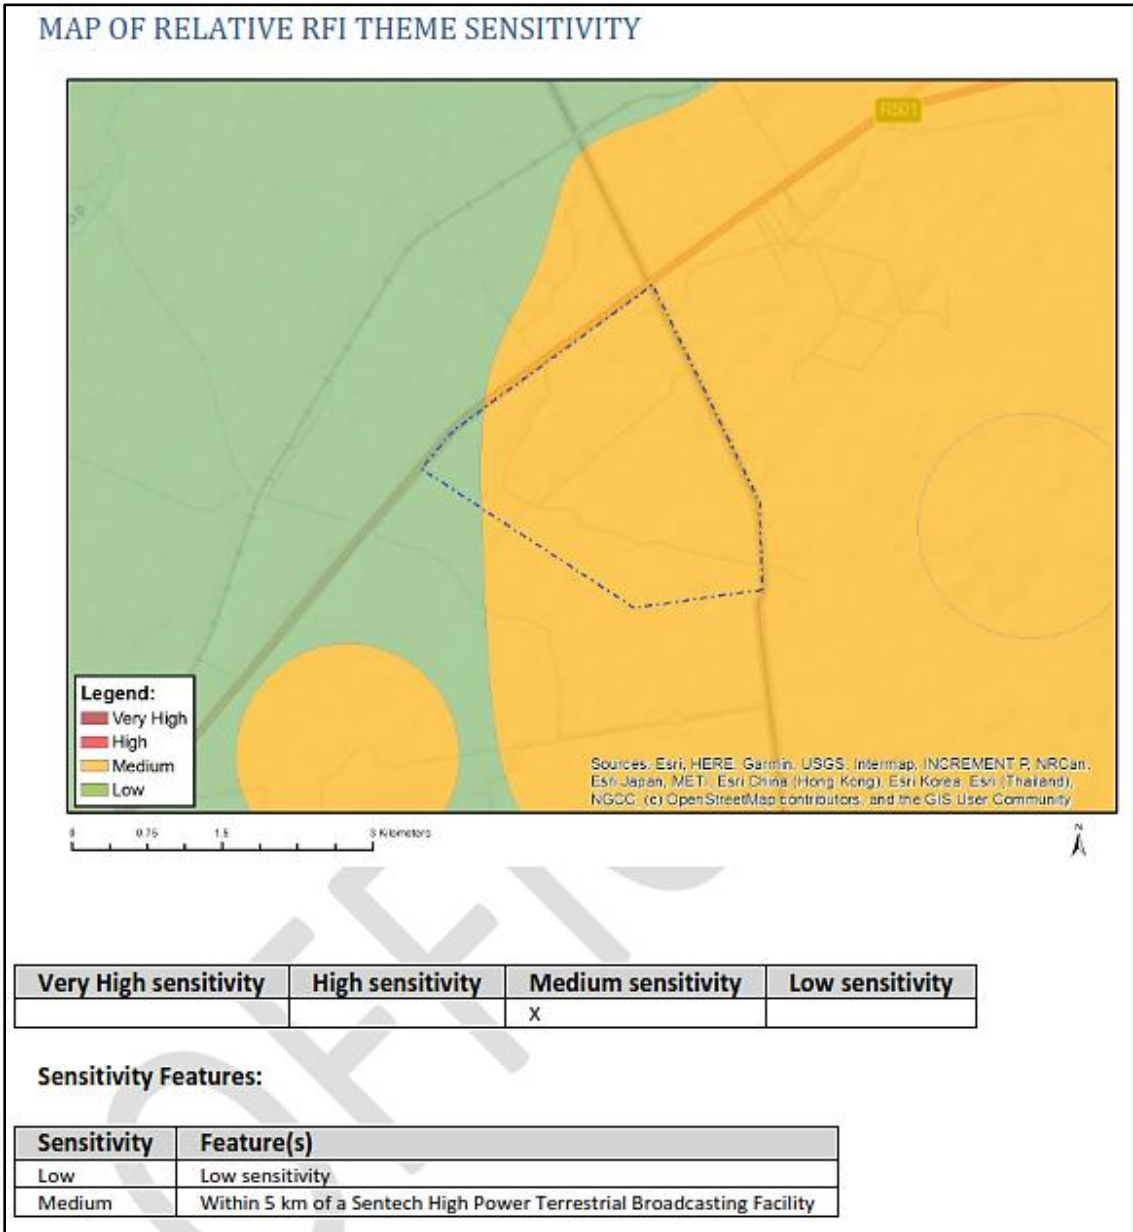 MAP OF RELATIVE RFI THEME SENSITIVITY
R501
Legend:
Very High
High
Medium
Low
Sources: Esri, HERE, Garmin, USGS, Intermap, INCREMENT P, NRCan,
Esri Japan, METI, Esri China (Hong Kong), Esri Korea, Esri (Thailand),
NGCC, (c) OpenStreetMap contributors, and the GIS User Community
0 0.75 1.5 3 Kilometers
N
Very High sensitivity High sensitivity Medium sensitivity Low sensitivity
X
Sensitivity Features:
Sensitivity Feature(s)
Low Low sensitivity
Medium Within 5 km of a Sentech High Power Terrestrial Broadcasting Facility